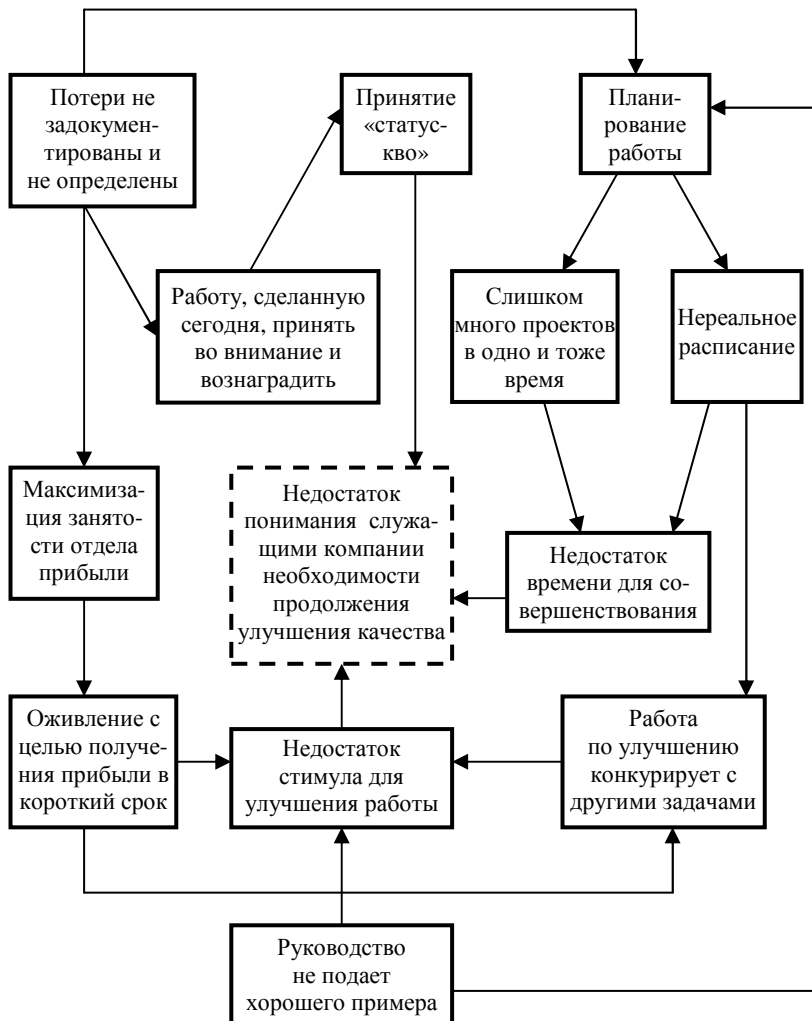 Потери не
задокумен-
тированы и
не определены
Принятие
«статус-
кво»
Плани-
рование
работы
Работу, сделанную
сегодня, принять
во внимание и
вознаградить
Слишком
много проектов
в одно и тоже
время
Нереальное
расписание
Максимиза-
ция занято-
сти отдела
прибыли
Недостаток
понимания служа-
щими компании
необходимости
продолжения
улучшения качества
Недостаток
времени для со-
вершенствования
Оживление с
целью получе-
ния прибыли в
короткий срок
Недостаток
стимула для
улучшения работы
Работа
по улучшению
конкурирует с
другими задачами
Руководство
не подает
хорошего примера